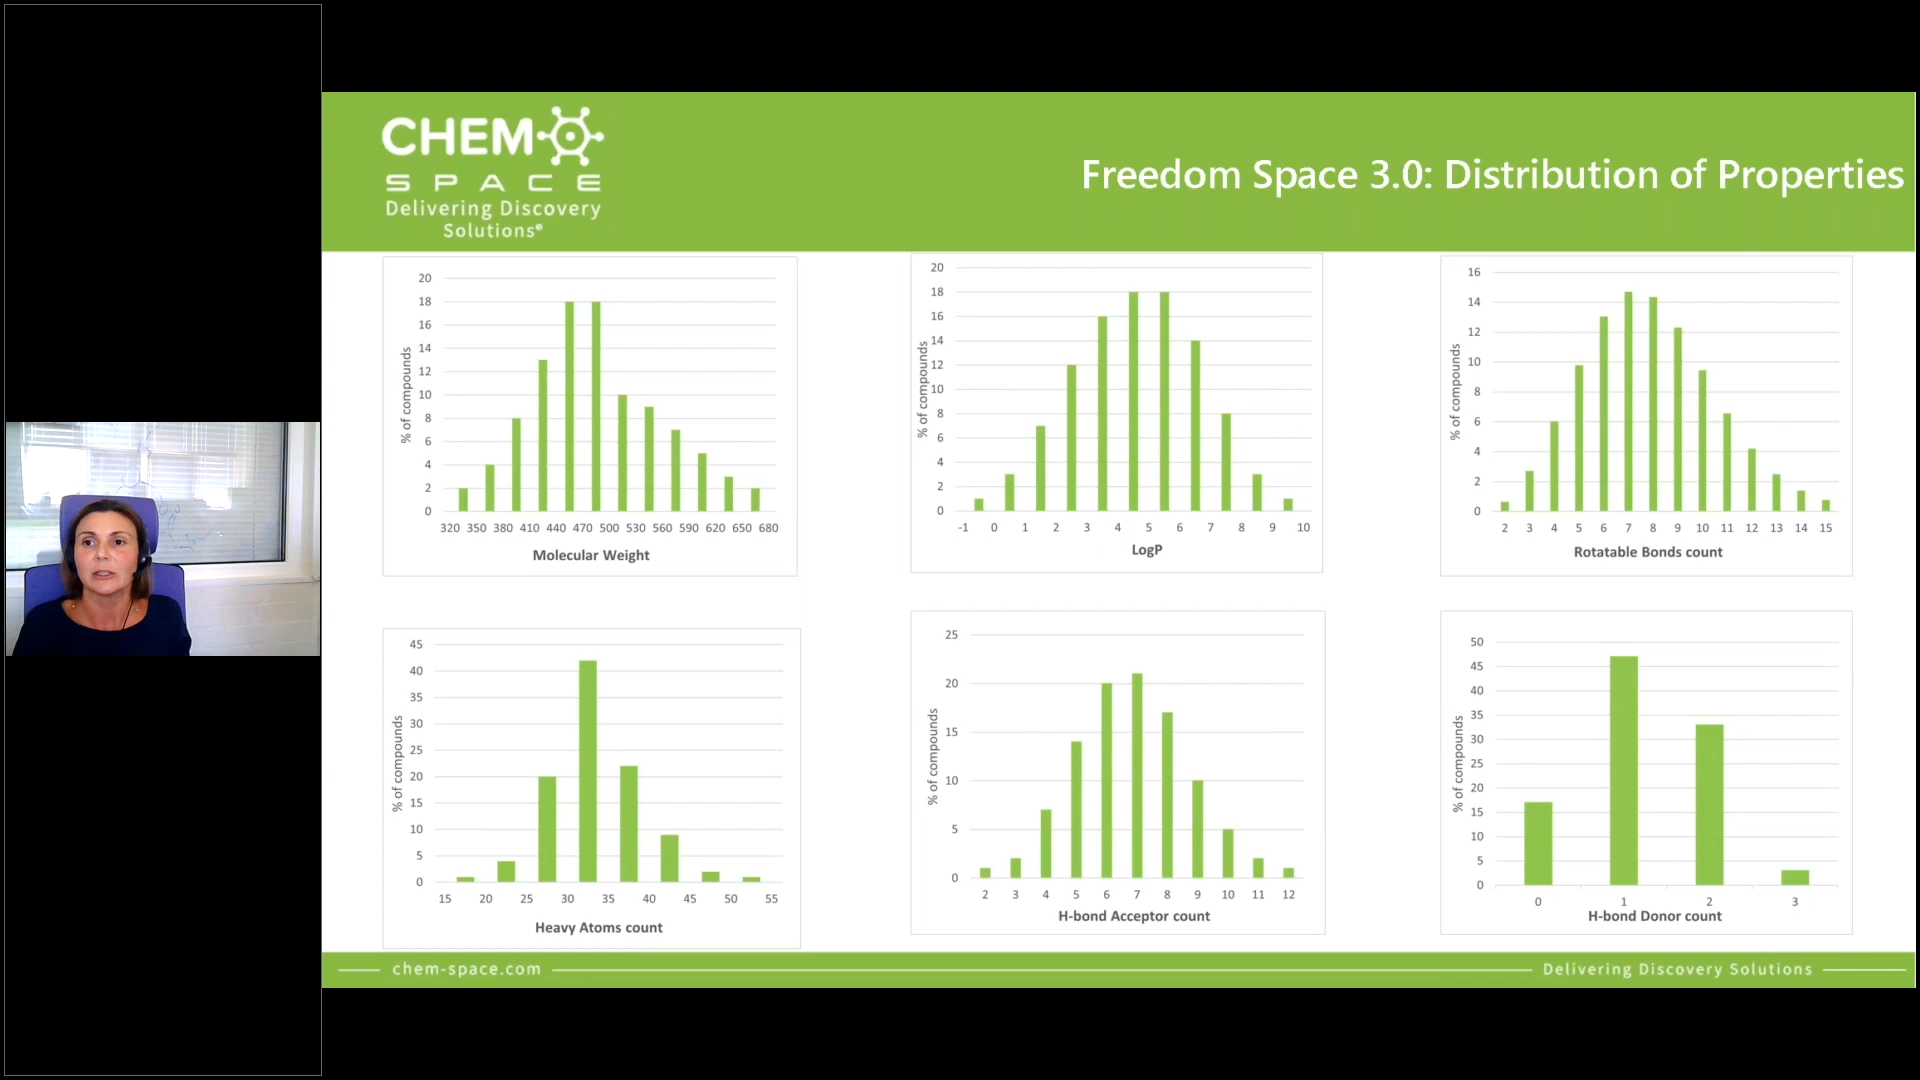 CHEM
SPACE
Delivering Discovery
Solutions®
Freedom Space 3.0: Distribution of Properties
% of compounds
20
18
16
14
12
10
8
6
4
2
0
320 350 380 410 440 470 500 530 560 590 620 650 680
Molecular Weight
% of compounds
20
18
16
14
12
10
8
6
4
2
0
-1 0 1 2 3 4 5 6 7 8 9 10
LogP
% of compounds
16
14
12
10
8
6
4
2
0
2 3 4 5 6 7 8 9 10 11 12 13 14 15
Rotatable Bonds count
% of compounds
45
40
35
30
25
20
15
10
5
0
15 20 25 30 35 40 45 50 55
Heavy Atoms count
% of compounds
25
20
15
10
5
0
2 3 4 5 6 7 8 9 10 11 12
H-bond Acceptor count
% of compounds
50
45
40
35
30
25
20
15
10
5
0
0 1 2 3
H-bond Donor count
chem-space.com
Delivering Discovery Solutions